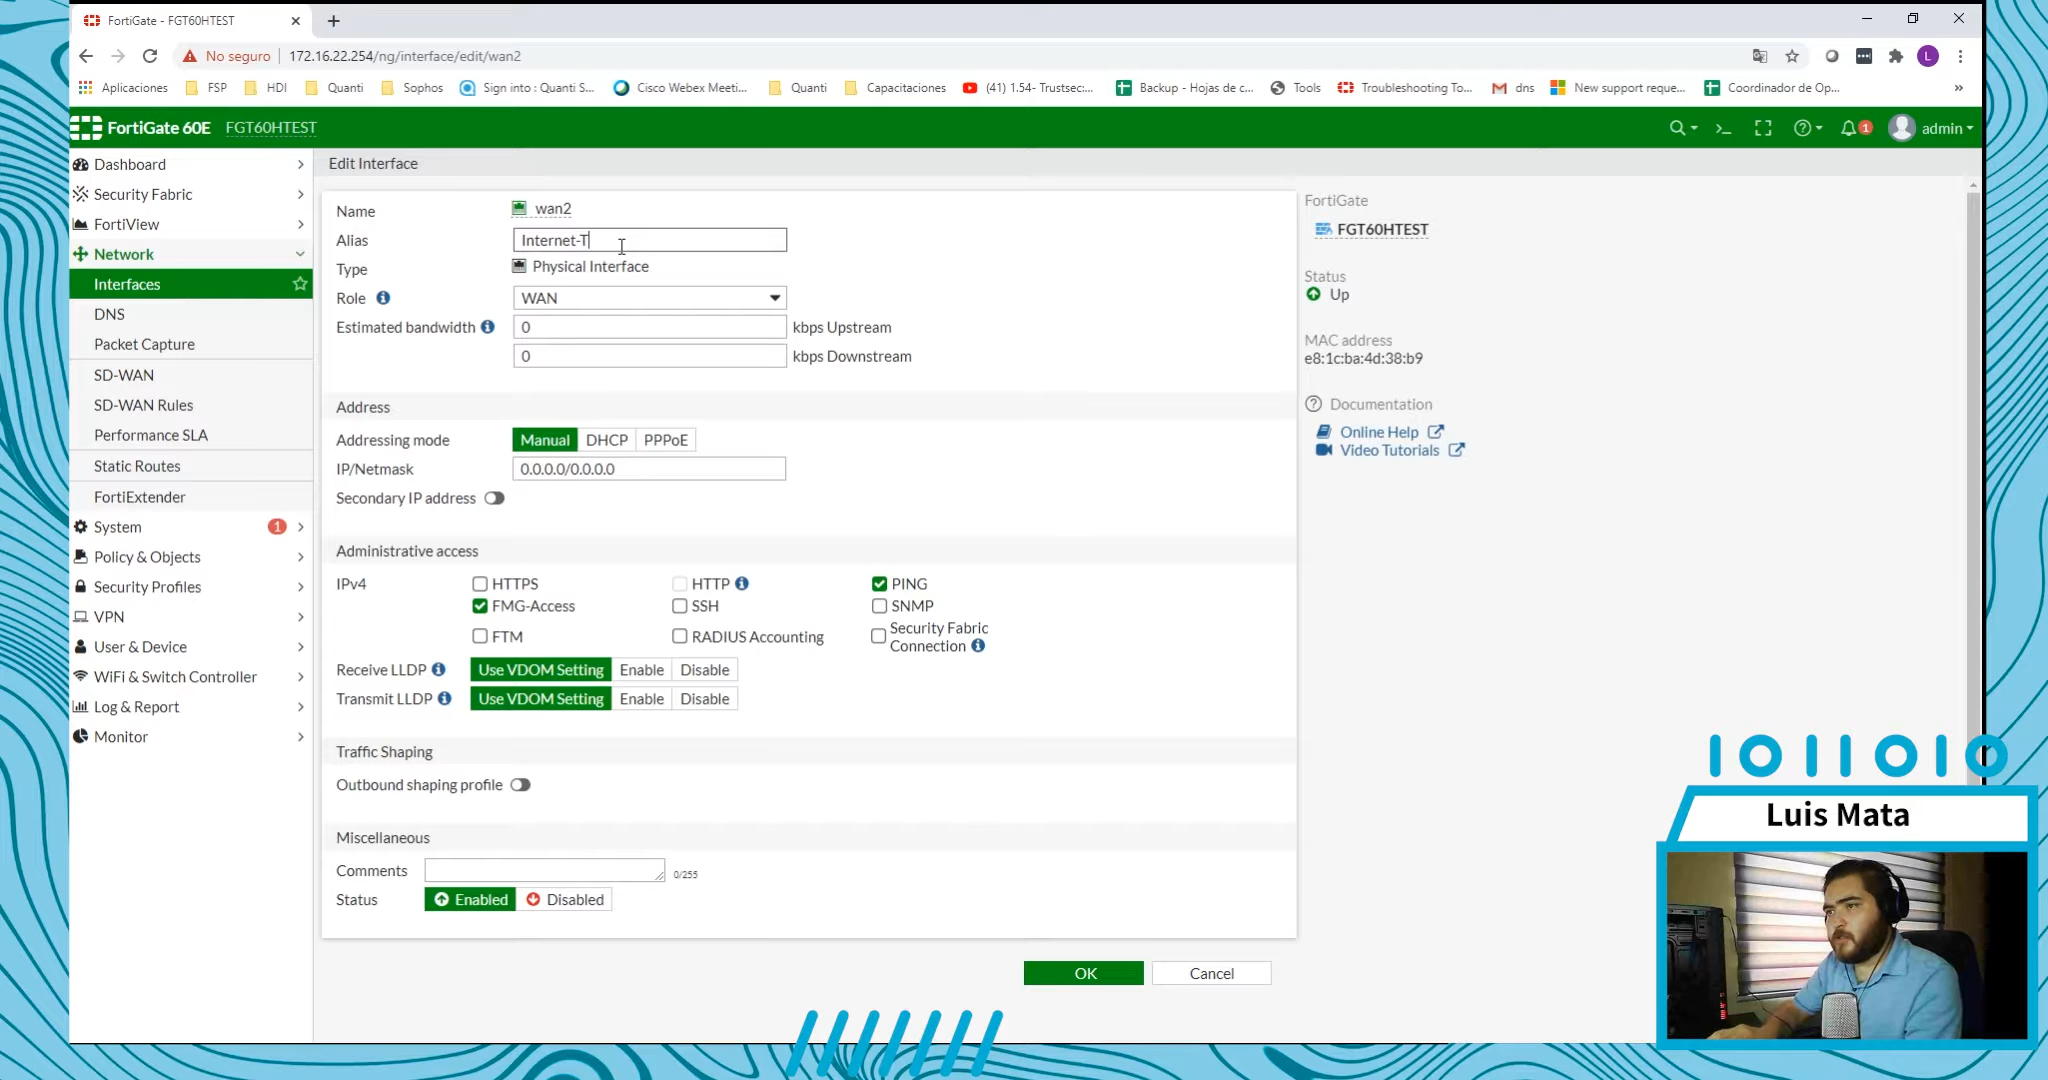 FortiGate - FGT60HTEST
No seguro
172.16.22.254/ng/interface/edit/wan2
L
Aplicaciones
FSP
HDI
Quanti
Sophos
Sign into : Quanti S...
Cisco Webex Meeti...
Quanti
Capacitaciones
(41) 1.54- Trustsec:...
Backup - Hojas de c...
Tools
Troubleshooting To...
dns
New support reque...
Coordinador de Op...
»
FortiGate 60E
FGT60HTEST
>_
1
admin
Dashboard
Security Fabric
FortiView
Network
Interfaces
DNS
Packet Capture
SD-WAN
SD-WAN Rules
Performance SLA
Static Routes
FortiExtender
System
1
Policy & Objects
Security Profiles
VPN
User & Device
WiFi & Switch Controller
Log & Report
Monitor
Edit Interface
Name
wan2
Alias
Internet-T
Type
Physical Interface
Role
WAN
Estimated bandwidth
0
kbps Upstream
0
kbps Downstream
Address
Addressing mode
Manual
DHCP
PPPoE
IP/Netmask
0.0.0.0/0.0.0.0
Secondary IP address
Administrative access
IPv4
HTTPS
HTTP
PING
FMG-Access
SSH
SNMP
FTM
RADIUS Accounting
Security Fabric
Connection
Receive LLDP
Use VDOM Setting
Enable
Disable
Transmit LLDP
Use VDOM Setting
Enable
Disable
Traffic Shaping
Outbound shaping profile
Miscellaneous
Comments
0/255
Status
Enabled
Disabled
OK
Cancel
FortiGate
FGT60HTEST
Status
Up
MAC address
e8:1c:ba:4d:38:b9
Documentation
Online Help
Video Tutorials
1011010
Luis Mata